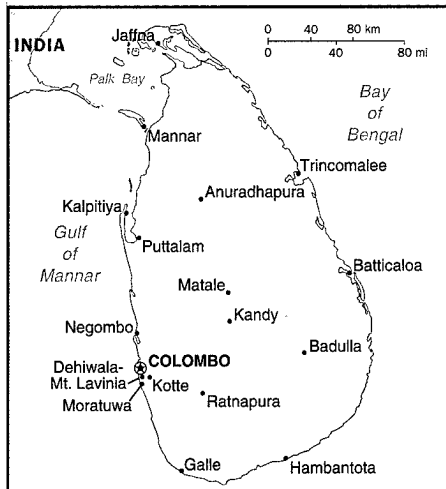 INDIA
Jaffna
0 40 80 km
0 40 80 mi
Palk Bay
Bay
of
Bengal
Mannar
Trincomalee
Anuradhapura
Kalpitiya
Gulf
of
Mannar
Puttalam
Batticaloa
Matale
Kandy
Negombo
Badulla
COLOMBO
Dehiwala-
Mt. Lavinia
Kotte
Moratuwa
Ratnapura
Galle
Hambantota